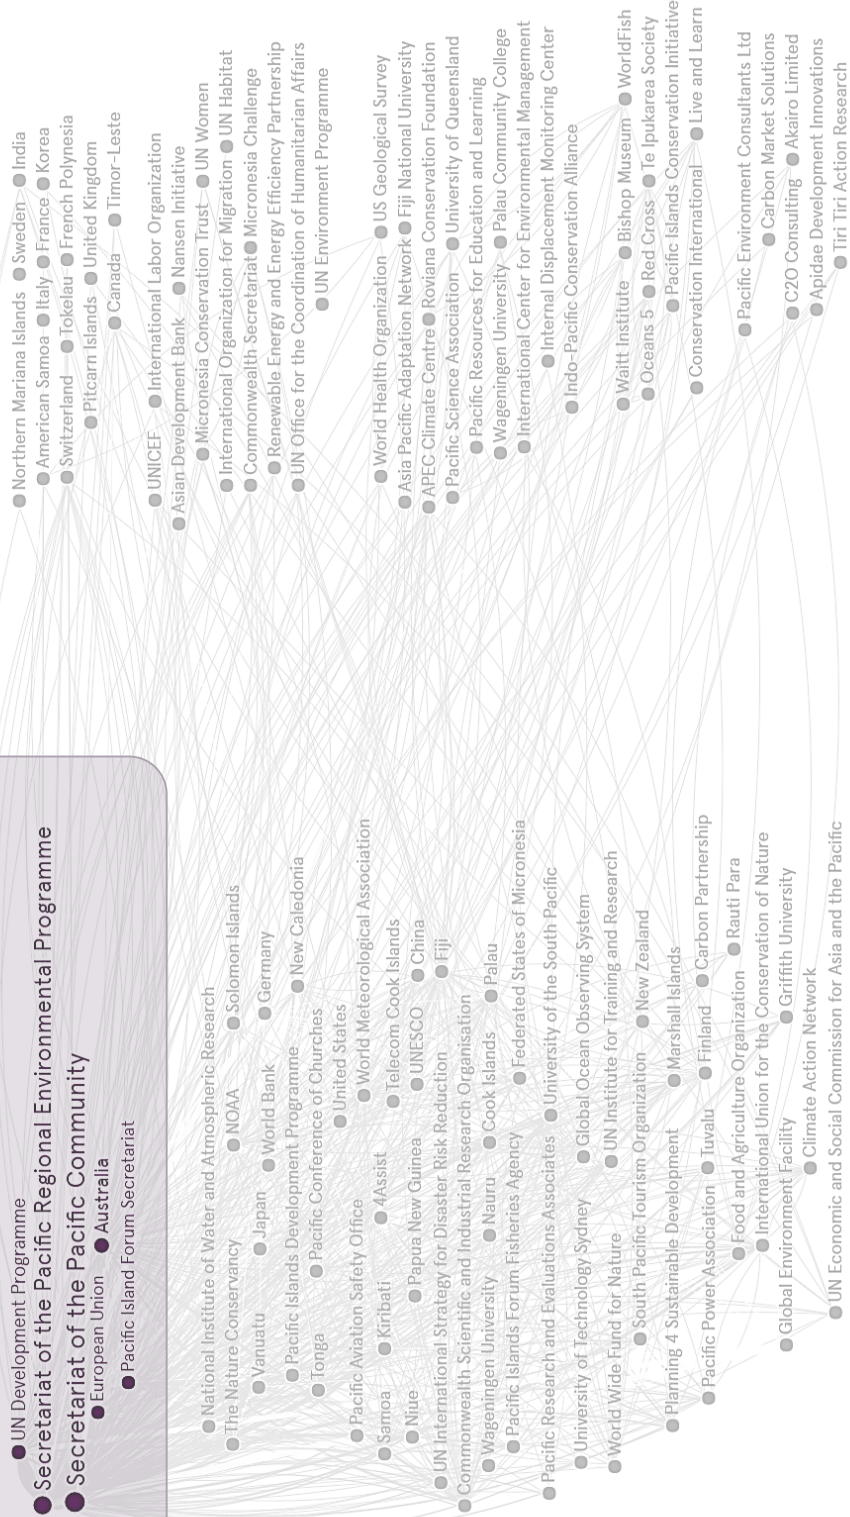 UN Development Programme
Secretariat of the Pacific Regional Environmental Programme
Secretariat of the Pacific Community
European Union
Australia
Pacific Island Forum Secretariat
National Institute of Water and Atmospheric Research
The Nature Conservancy
NOAA
Solomon Islands
Vanuatu
Japan
World Bank
Germany
Pacific Islands Development Programme
New Caledonia
Tonga
Pacific Conference of Churches
United States
Pacific Aviation Safety Office
World Meteorological Association
Samoa
Kiribati
4Assist
Telecom Cook Islands
Niue
Papua New Guinea
UNESCO
China
UN International Strategy for Disaster Risk Reduction
Fiji
Commonwealth Scientific and Industrial Research Organisation
Wageningen University
Nauru
Cook Islands
Palau
Pacific Islands Forum Fisheries Agency
Federated States of Micronesia
Pacific Research and Evaluations Associates
University of the South Pacific
University of Technology Sydney
Global Ocean Observing System
World Wide Fund for Nature
UN Institute for Training and Research
South Pacific Tourism Organization
New Zealand
Planning 4 Sustainable Development
Marshall Islands
Pacific Power Association
Tuvalu
Finland
Carbon Partnership
Food and Agriculture Organization
Rauti Para
International Union for the Conservation of Nature
Global Environment Facility
Griffith University
Climate Action Network
UN Economic and Social Commission for Asia and the Pacific
Northern Mariana Islands
Sweden
India
American Samoa
Italy
France
Korea
Switzerland
Tokelau
French Polynesia
Pitcarn Islands
United Kingdom
Canada
Timor-Leste
UNICEF
International Labor Organization
Asian Development Bank
Nansen Initiative
Micronesia Conservation Trust
UN Women
International Organization for Migration
UN Habitat
Commonwealth Secretariat
Micronesia Challenge
Renewable Energy and Energy Efficiency Partnership
UN Office for the Coordination of Humanitarian Affairs
UN Environment Programme
World Health Organization
US Geological Survey
Asia Pacific Adaptation Network
Fiji National University
APEC Climate Centre
Roviana Conservation Foundation
Pacific Science Association
University of Queensland
Pacific Resources for Education and Learning
Wageningen University
Palau Community College
International Center for Environmental Management
Internal Displacement Monitoring Center
Indo-Pacific Conservation Alliance
Waitt Institute
Bishop Museum
WorldFish
Oceans 5
Red Cross
Te Ipukarea Society
Pacific Islands Conservation Initiative
Conservation International
Live and Learn
Pacific Environment Consultants Ltd
Carbon Market Solutions
C2O Consulting
Akairo Limited
Apidae Development Innovations
Tiri Tiri Action Research